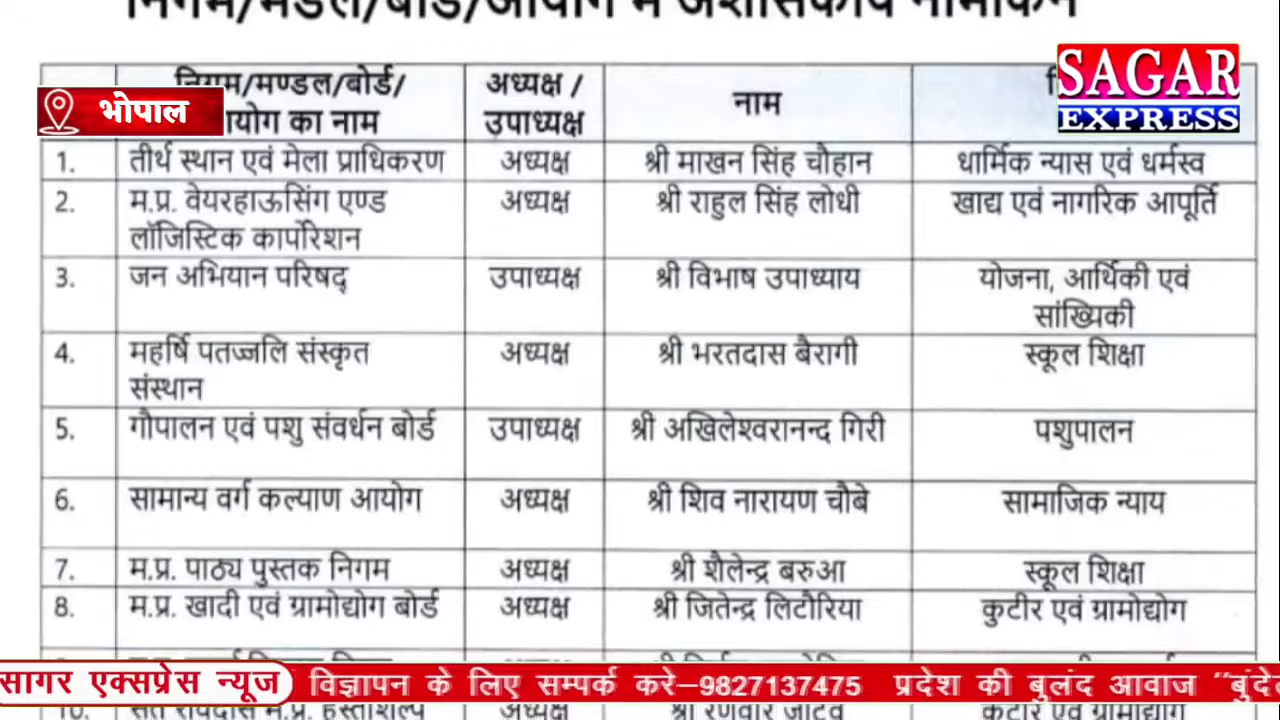 निगम/मंडल/बोर्ड/आयोग में अशासकीय नामांकन
SAGAR
EXPRESS
भोपाल
निगम/मण्डल/बोर्ड/ अध्यक्ष / नाम
का नाम उपाध्यक्ष
1. तीर्थ स्थान एवं मेला प्राधिकरण अध्यक्ष श्री माखन सिंह चौहान धार्मिक न्यास एवं धर्मस्व
2. म.प्र. वेयरहाऊसिंग एण्ड अध्यक्ष श्री राहुल सिंह लोधी खाद्य एवं नागरिक आपूर्ति
लॉजिस्टिक कार्पोरेशन
3. जन अभियान परिषद् उपाध्यक्ष श्री विभाष उपाध्याय योजना, आर्थिकी एवं
सांख्यिकी
4. महर्षि पतज्जलि संस्कृत अध्यक्ष श्री भरतदास बैरागी स्कूल शिक्षा
संस्थान
5. गौपालन एवं पशु संवर्धन बोर्ड उपाध्यक्ष श्री अखिलेश्वरानन्द गिरी पशुपालन
6. सामान्य वर्ग कल्याण आयोग अध्यक्ष श्री शिव नारायण चौबे सामाजिक न्याय
7. म.प्र. पाठ्य पुस्तक निगम अध्यक्ष श्री शैलेन्द्र बरुआ स्कूल शिक्षा
8. म.प्र. खादी एवं ग्रामोद्योग बोर्ड अध्यक्ष श्री जितेन्द्र लिटौरिया कुटीर एवं ग्रामोद्योग
सागर एक्सप्रेस न्यूज विज्ञापन के लिए सम्पर्क करे–9827137475 प्रदेश की बुलंद आवाज
10. संत रविदास म.प्र. हस्तशिल्प अध्यक्ष श्री रणवीर जाटव कुटीर एवं ग्रामोद्योग